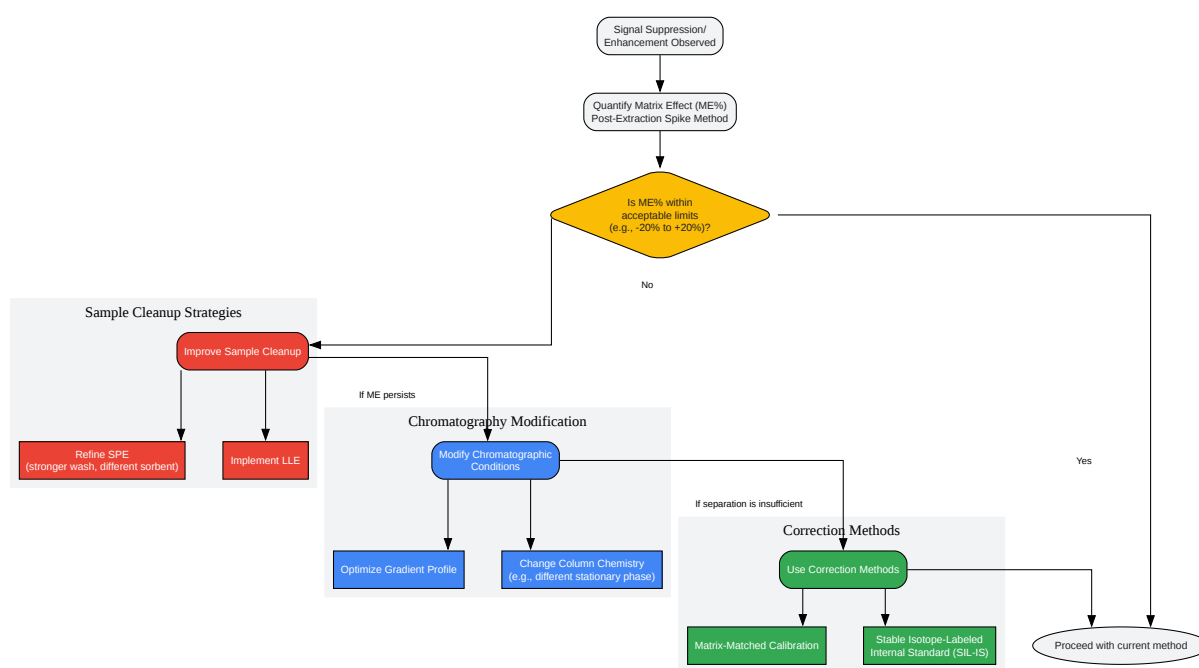 Signal Suppression/
Enhancement Observed
Quantify Matrix Effect (ME%)
Post-Extraction Spike Method
Is ME% within
acceptable limits
(e.g., -20% to +20%)?
No
Sample Cleanup Strategies
Improve Sample Cleanup
If ME persists
Refine SPE
(stronger wash, different sorbent)
Implement LLE
Chromatography Modification
Modify Chromatographic
Conditions
Yes
If separation is insufficient
Optimize Gradient Profile
Change Column Chemistry
(e.g., different stationary phase)
Correction Methods
Use Correction Methods
Matrix-Matched Calibration
Stable Isotope-Labeled
Internal Standard (SIL-IS)
Proceed with current method